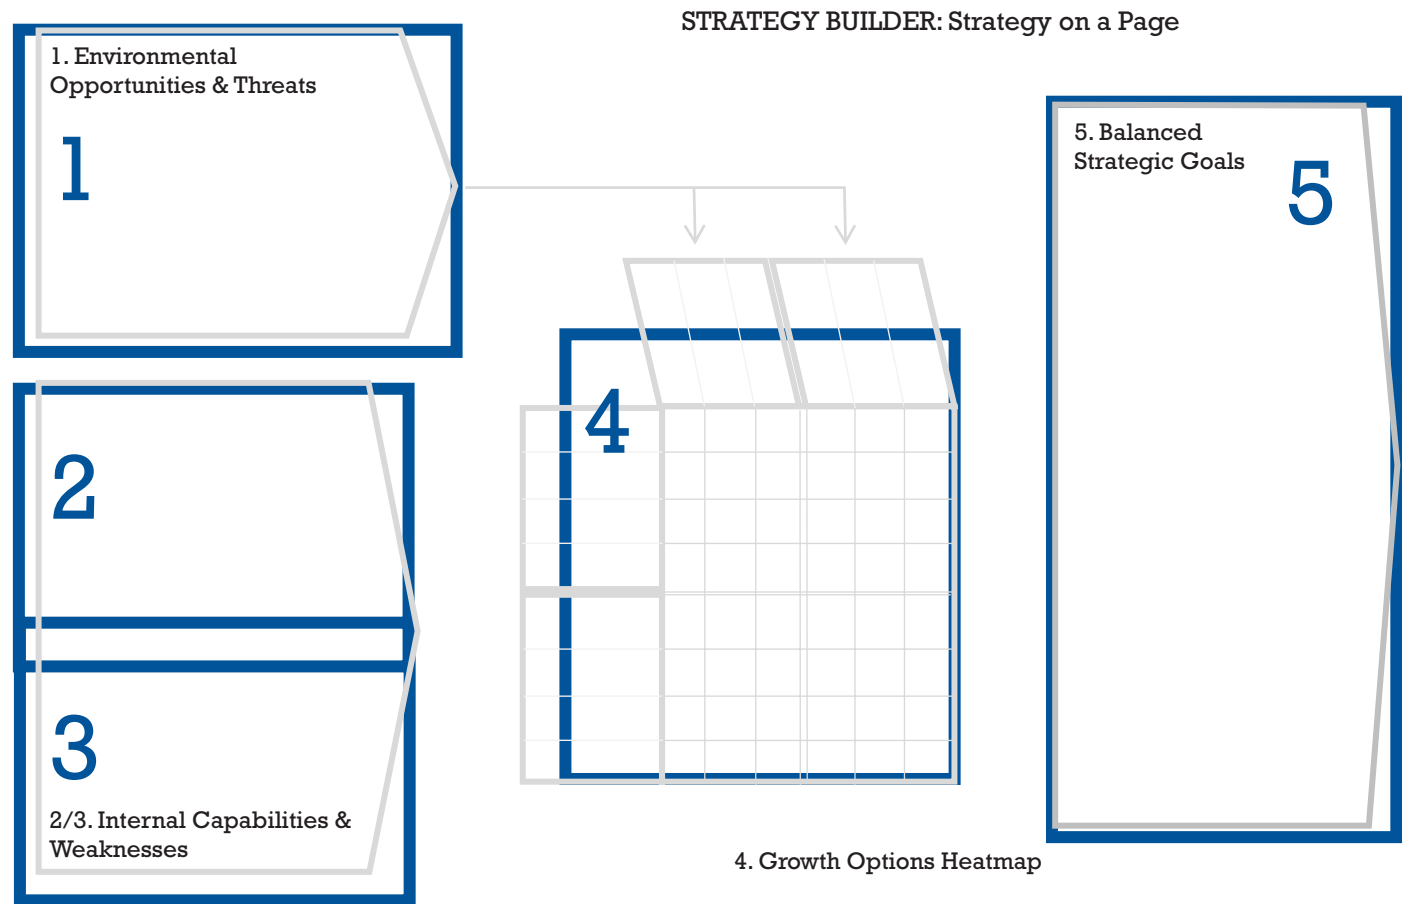 STRATEGY BUILDER: Strategy on a Page
1. Environmental
Opportunities & Threats
1
2
3
2/3. Internal Capabilities &
Weaknesses
4
4. Growth Options Heatmap
5. Balanced
Strategic Goals
5